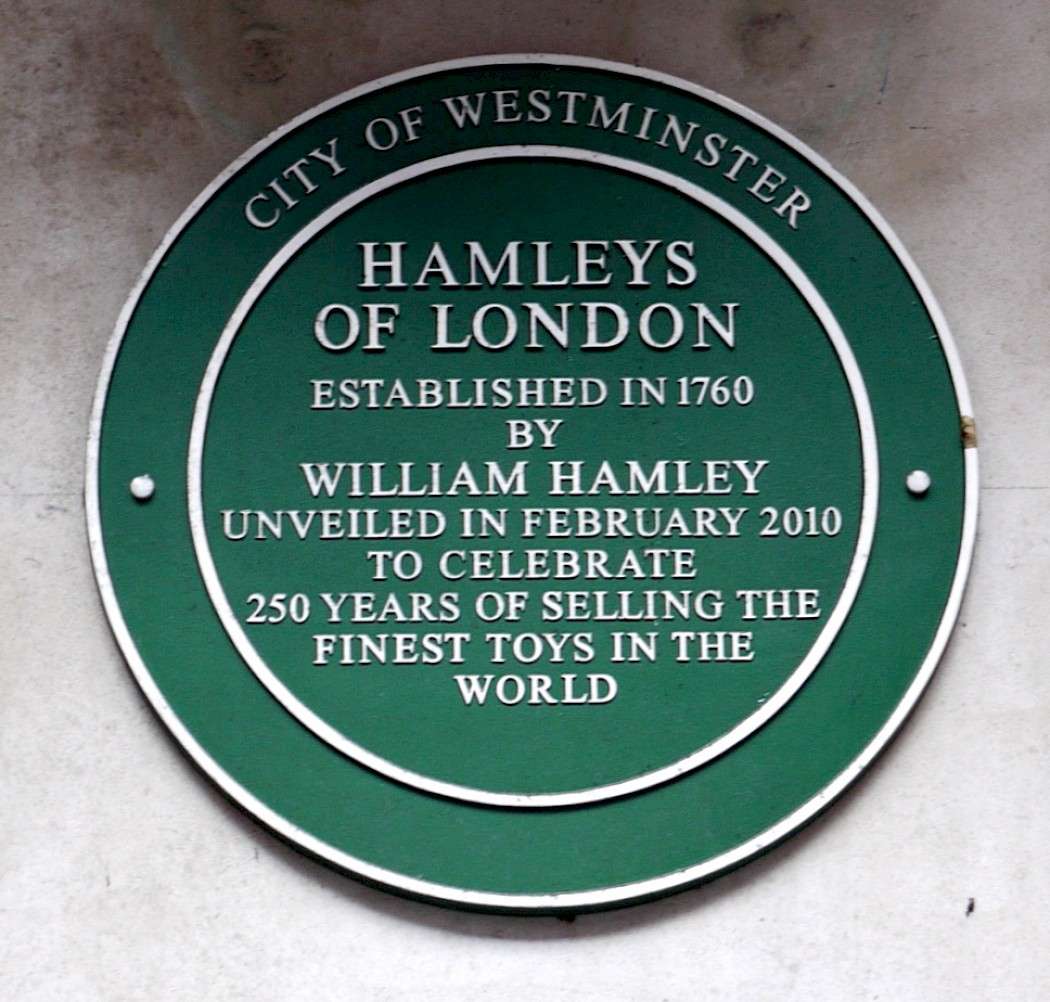 CITY OF WESTMINSTER
HAMLEYS
OF LONDON
ESTABLISHED IN 1760
BY
WILLIAM HAMLEY
UNVEILED IN FEBRUARY 2010
TO CELEBRATE
250 YEARS OF SELLING THE
FINEST TOYS IN THE
WORLD